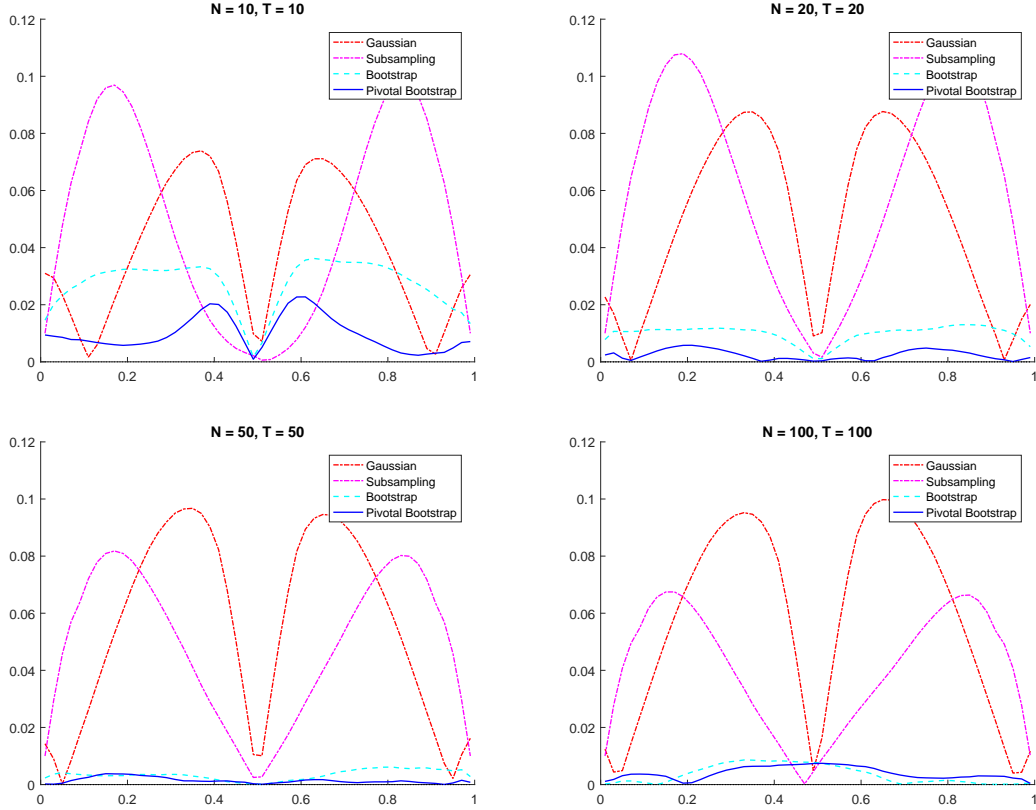 N = 10, T = 10
0.12
0.1
0.08
0.06
0.04
0.02
0
0 0.2 0.4 0.6 0.8 1
Gaussian
Subsampling
Bootstrap
Pivotal Bootstrap
N = 20, T = 20
0.12
0.1
0.08
0.06
0.04
0.02
0
0 0.2 0.4 0.6 0.8 1
Gaussian
Subsampling
Bootstrap
Pivotal Bootstrap
N = 50, T = 50
0.12
0.1
0.08
0.06
0.04
0.02
0
0 0.2 0.4 0.6 0.8 1
Gaussian
Subsampling
Bootstrap
Pivotal Bootstrap
N = 100, T = 100
0.12
0.1
0.08
0.06
0.04
0.02
0
0 0.2 0.4 0.6 0.8 1
Gaussian
Subsampling
Bootstrap
Pivotal Bootstrap